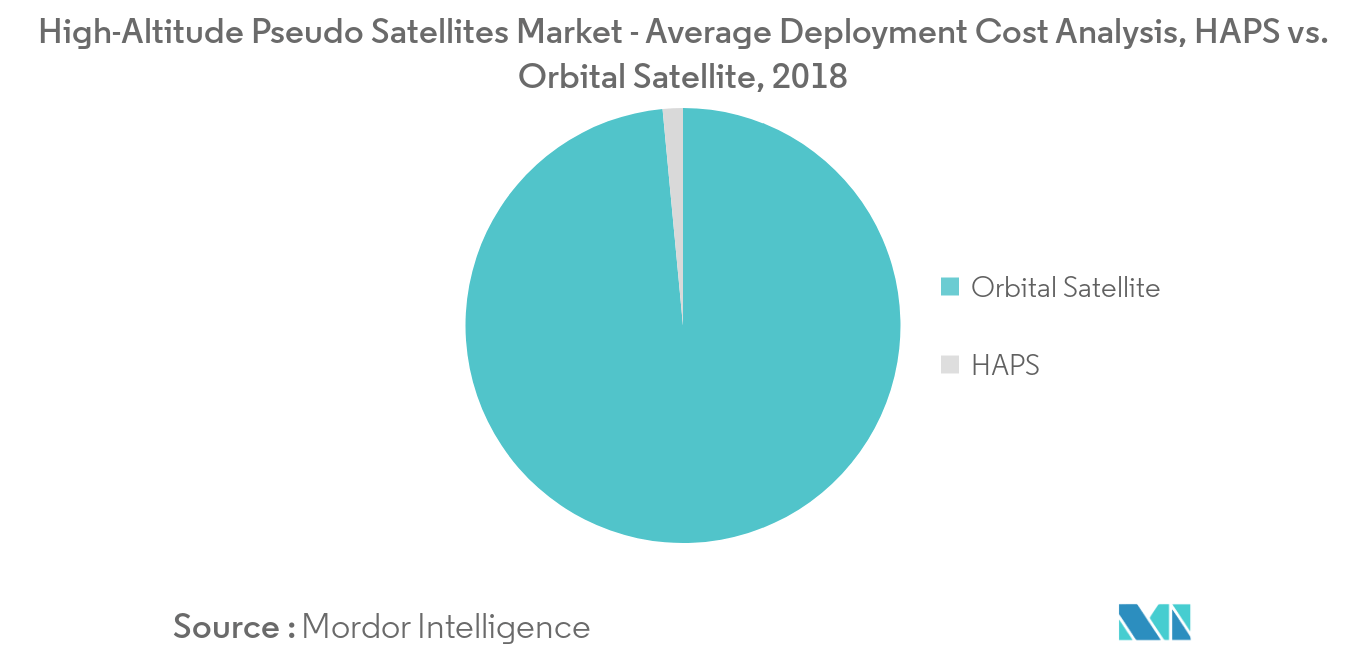 High-Altitude Pseudo Satellites Market - Average Deployment Cost Analysis, HAPS vs.
Orbital Satellite, 2018
Orbital Satellite
HAPS
Source : Mordor Intelligence